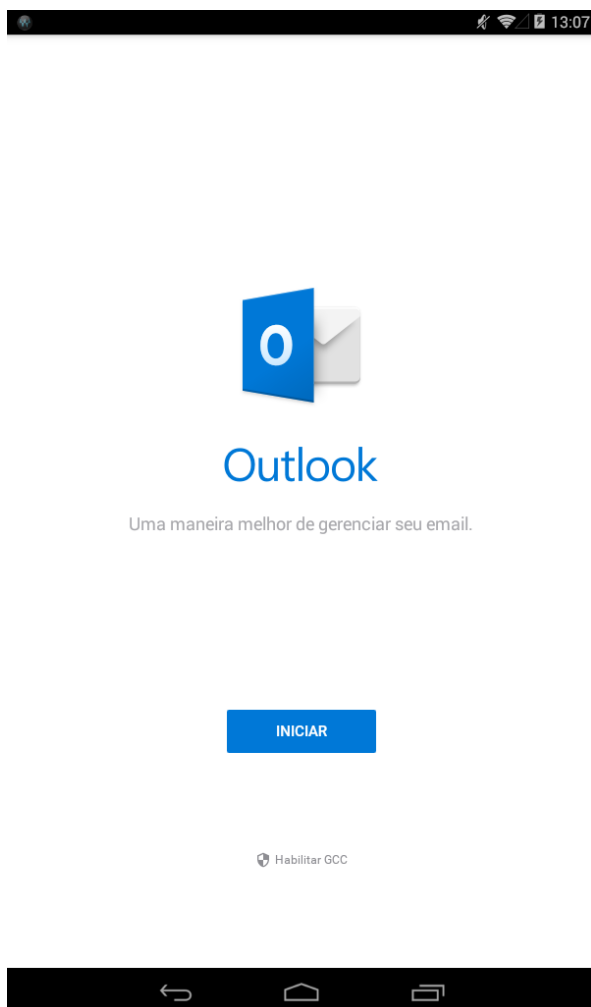 13:07
O
Outlook
Uma maneira melhor de gerenciar seu email.
INICIAR
Habilitar GCC